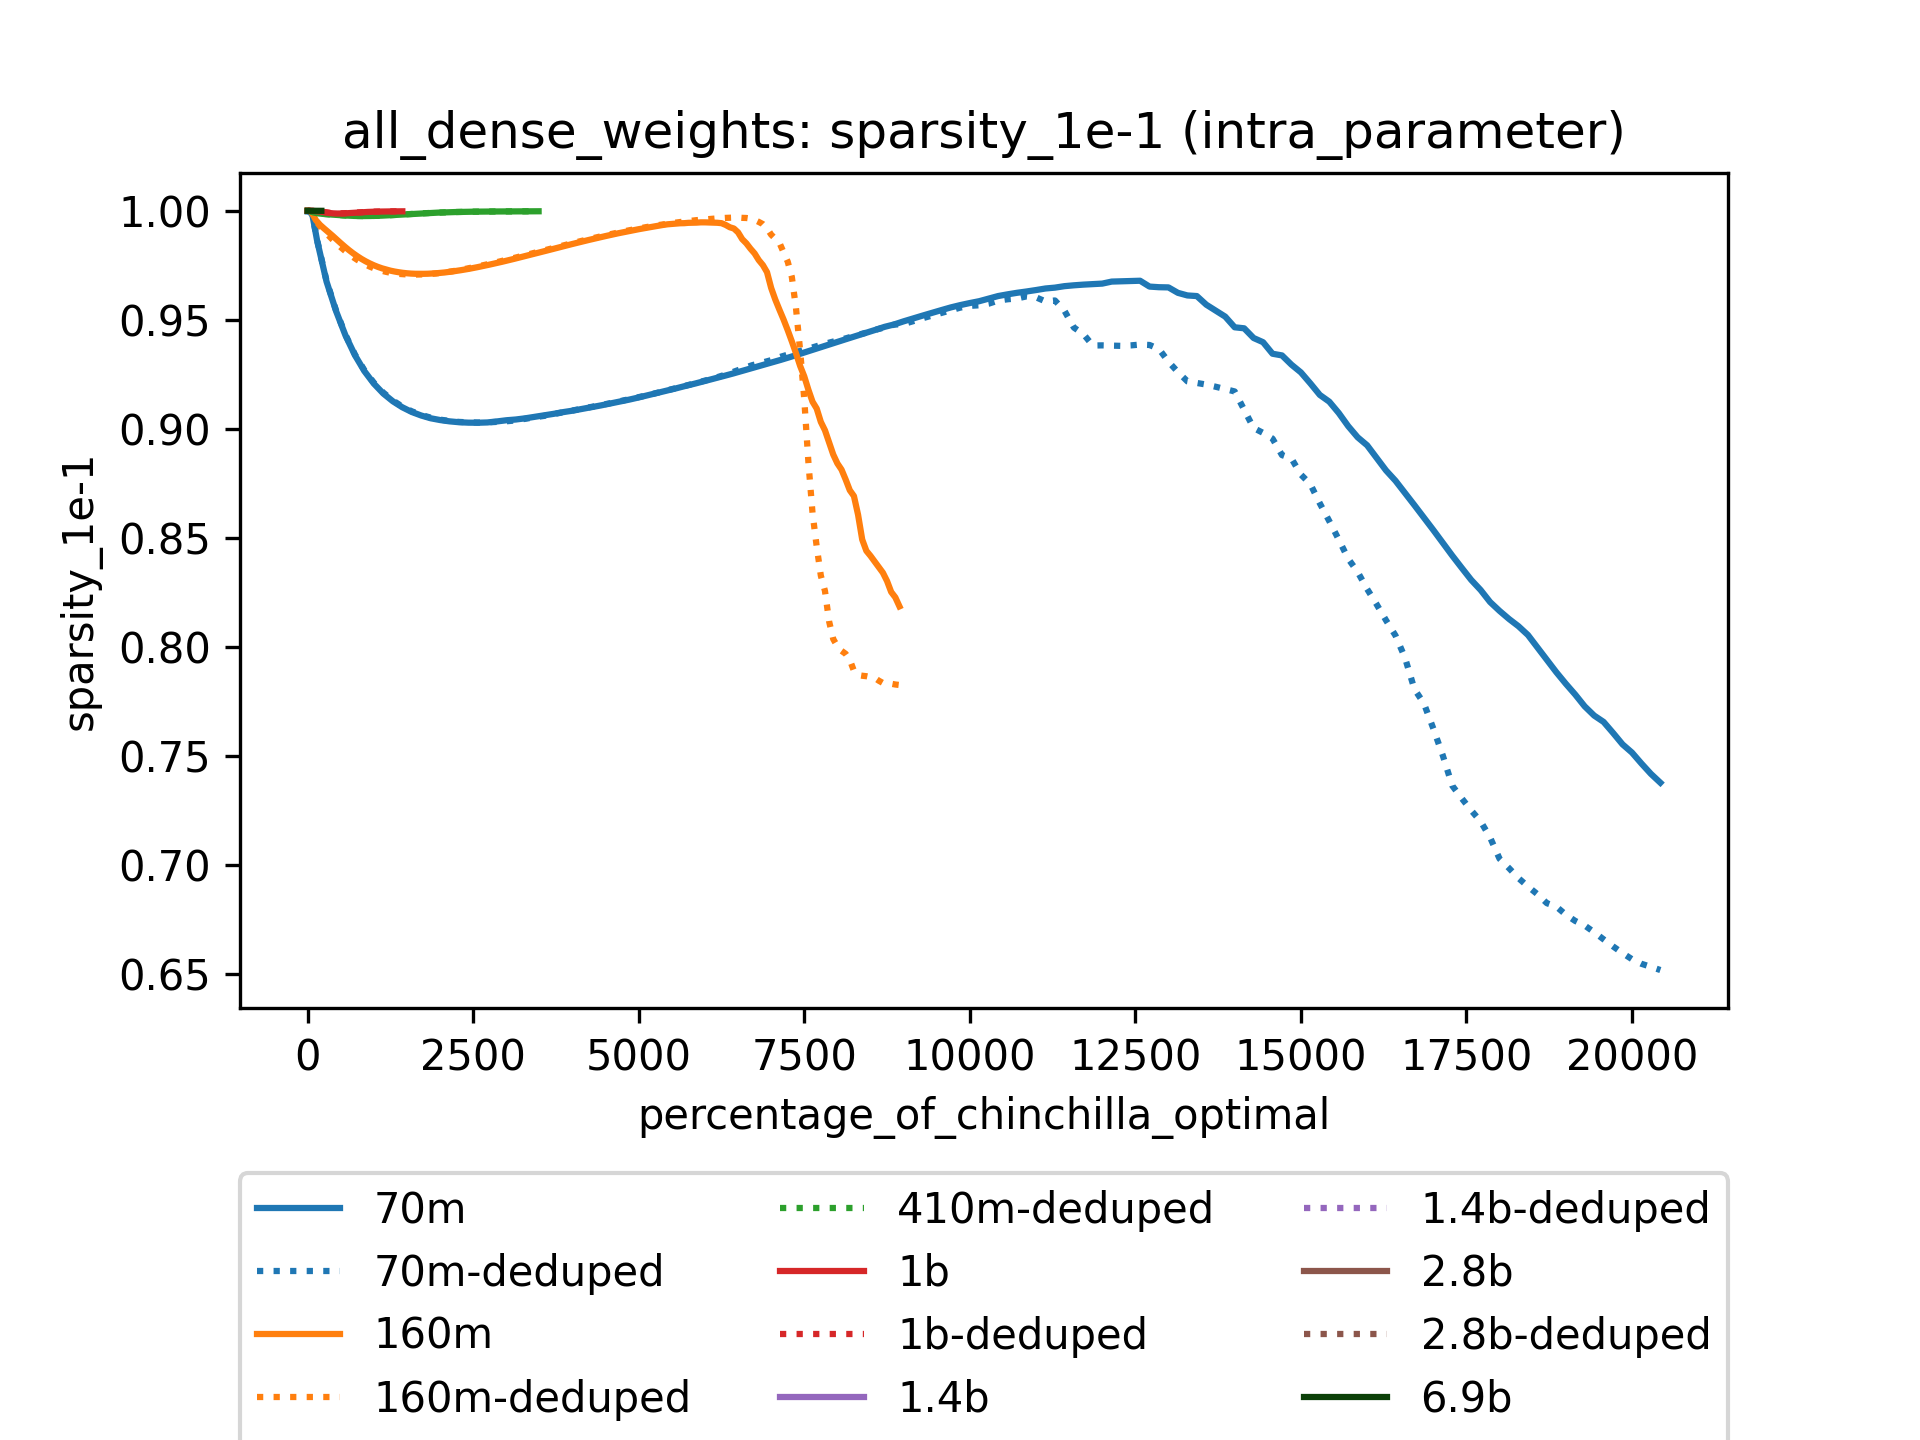 all_dense_weights: sparsity_1e-1 (intra_parameter)
1.00
0.95
0.90
0.85
0.80
0.75
0.70
0.65
sparsity_1e-1
0 2500 5000 7500 10000 12500 15000 17500 20000
percentage_of_chinchilla_optimal
70m 410m-deduped 1.4b-deduped
70m-deduped 1b 2.8b
160m 1b-deduped 2.8b-deduped
160m-deduped 1.4b 6.9b